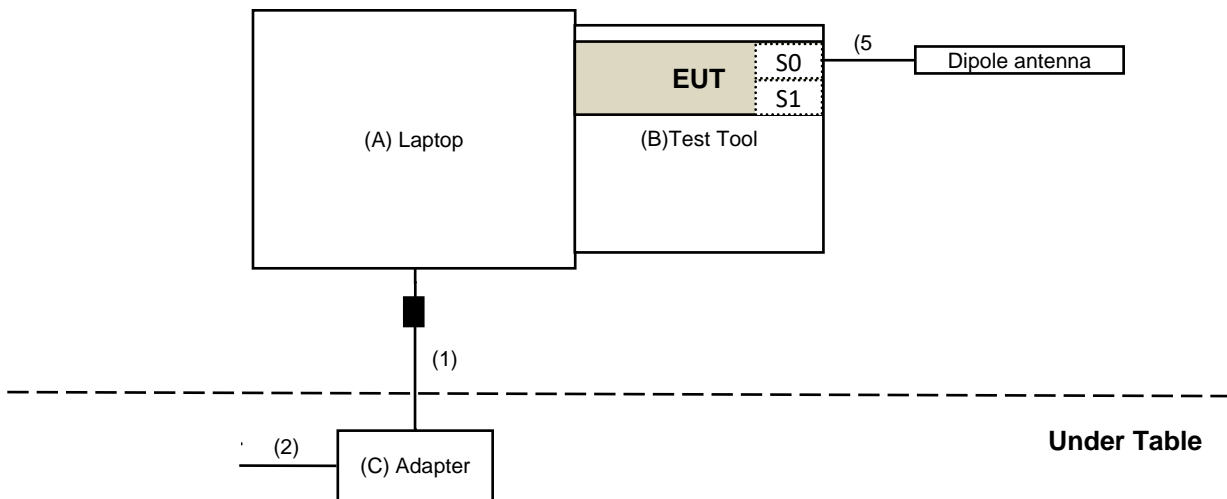 (5
Dipole antenna
S0
EUT
S1
(A) Laptop
(B)Test Tool
(1)
Under Table
(2)
(C) Adapter